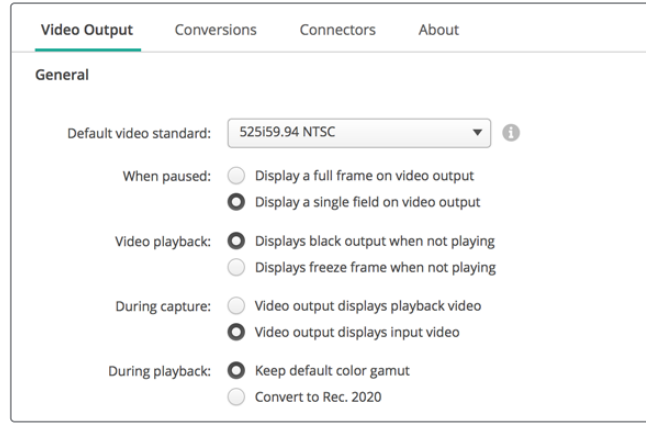 Video Output Conversions Connectors About
General
Default video standard: 525i59.94 NTSC
When paused: Display a full frame on video output
Display a single field on video output
Video playback: Displays black output when not playing
Displays freeze frame when not playing
During capture: Video output displays playback video
Video output displays input video
During playback: Keep default color gamut
Convert to Rec. 2020